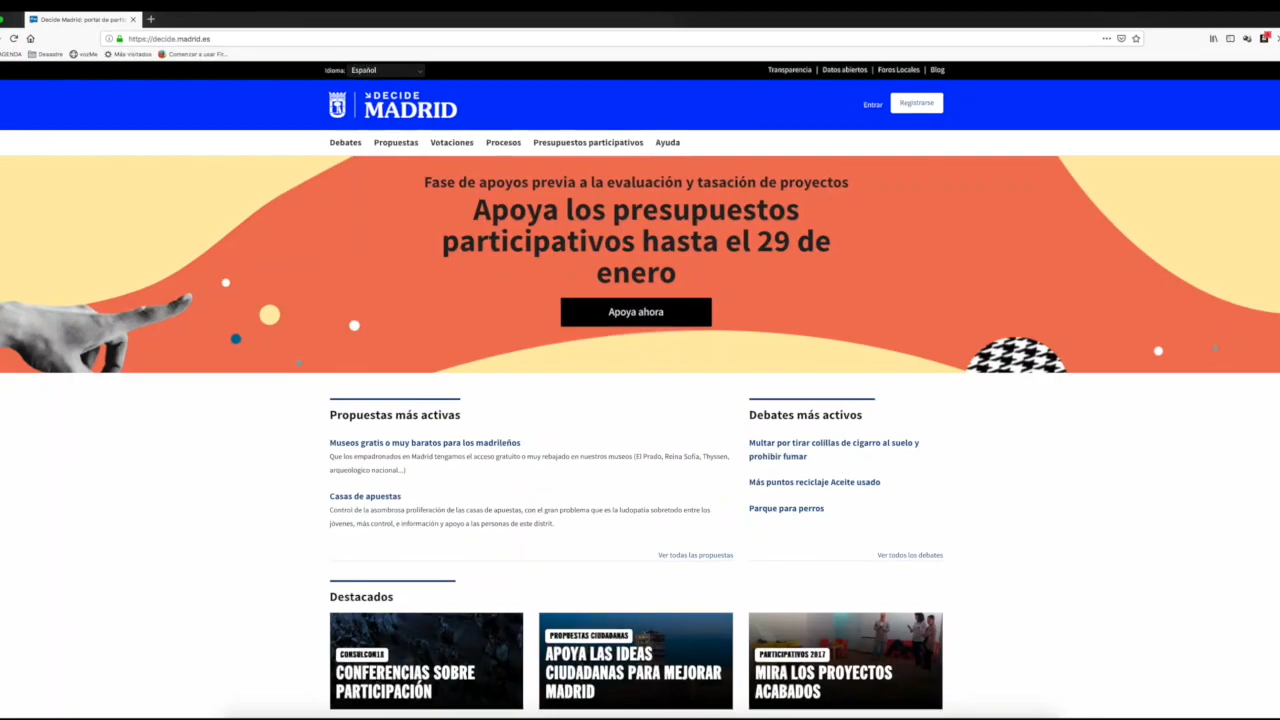 Decide Madrid: portal de partic
https://decide.madrid.es
AGENDA Desastre vozMe Más visitados Comenzar a usar Fir...
Idioma: Español
Transparencia | Datos abiertos | Foros Locales | Blog
DECIDE
MADRID
Entrar Registrarse
Debates Propuestas Votaciones Procesos Presupuestos participativos Ayuda
Fase de apoyos previa a la evaluación y tasación de proyectos
Apoya los presupuestos
participativos hasta el 29 de
enero
Apoya ahora
Propuestas más activas
Museos gratis o muy baratos para los madrileños
Que los empadronados en Madrid tengamos el acceso gratuito o muy rebajado en nuestros museos (El Prado, Reina Sofía, Thyssen,
arqueologico nacional...)
Casas de apuestas
Control de la asombrosa proliferación de las casas de apuestas, con el gran problema que es la ludopatía sobretodo entre los
jóvenes, más control, e información y apoyo a las personas de este distrit.
Ver todas las propuestas
Debates más activos
Multar por tirar colillas de cigarro al suelo y
prohibir fumar
Más puntos reciclaje Aceite usado
Parque para perros
Ver todos los debates
Destacados
CONSULCON18
CONFERENCIAS SOBRE
PARTICIPACIÓN
PROPUESTAS CIUDADANAS
APOYA LAS IDEAS
CIUDADANAS PARA MEJORAR
MADRID
PARTICIPATIVOS 2017
MIRA LOS PROYECTOS
ACABADOS